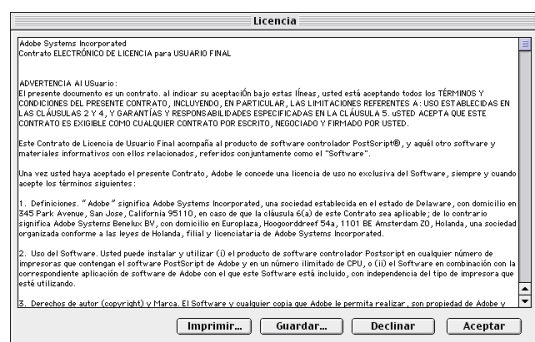 Licencia
Adobe Systems Incorporated
Contrato ELECTRÓNICO DE LICENCIA para USUARIO FINAL
ADVERTENCIA Al USuario:
El presente documento es un contrato. al indicar su aceptación bajo estas líneas, usted está aceptando todos los TÉRMINOS Y
CONDICIONES DEL PRESENTE CONTRATO, INCLUYENDO, EN PARTICULAR, LAS LIMITACIONES REFERENTES A: USO ESTABLECIDAS EN
LAS CLÁUSULAS 2 Y 4, Y GARANTÍAS Y RESPONSABILIDADES ESPECIFICADAS EN LA CLÁUSULA 5. uSTED ACEPTA QUE ESTE
CONTRATO ES EXIGIBLE COMO CUALQUIER CONTRATO POR ESCRITO, NEGOCIADO Y FIRMADO POR USTED.
Este Contrato de Licencia de Usuario Final acompaña al producto de software controlador PostScript®, y aquél otro software y
materiales informativos con ellos relacionados, referidos conjuntamente como el "Software".
Una vez usted haya aceptado el presente Contrato, Adobe le concede una licencia de uso no exclusiva del Software, siempre y cuando
acepte los términos siguientes:
1. Definiciones. "Adobe" significa Adobe Systems Incorporated, una sociedad establecida en el estado de Delaware, con domicilio en
345 Park Avenue, San Jose, California 95110, en caso de que la cláusula 6(a) de este Contrato sea aplicable; de lo contrario
significa Adobe Systems Benelux BV, con domicilio en Europlaza, Hoogoorddreef 54a, 1101 BE Amsterdam ZO, Holanda, una sociedad
organizada conforme a las leyes de Holanda, filial y licenciataria de Adobe Systems Incorporated.
2. Uso del Software. Usted puede instalar y utilizar (i) el producto de software controlador Postscript en cualquier número de
impresoras que contengan el software PostScript de Adobe y en un número ilimitado de CPU, o (ii) el Software en combinación con la
correspondiente aplicación de software de Adobe con el que este Software está incluido, con independencia del tipo de impresora que
esté utilizando.
3. Derechos de autor (copyright) y Marca. El Software y cualquier copia que Adobe le permita realizar, son propiedad de Adobe y
Imprimir... Guardar... Declinar Aceptar